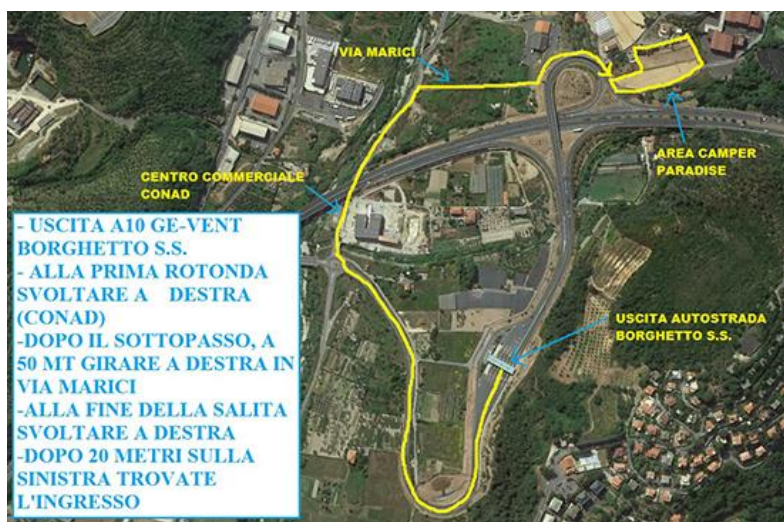 VIA MARICI
AREA CAMPER
PARADISE
CENTRO COMMERCIALE
CONAD
USCITA AUTOSTRADA
BORGHETTO S.S.
- USCITA A10 GE-VENT
BORGHETTO S.S.
- ALLA PRIMA ROTONDA
SVOLTARE A DESTRA
(CONAD)
-DOPO IL SOTTOPASSO, A
50 MT GIRARE A DESTRA IN
VIA MARICI
-ALLA FINE DELLA SALITA
SVOLTARE A DESTRA
-DOPO 20 METRI SULLA
SINISTRA TROVATE
L'INGRESSO